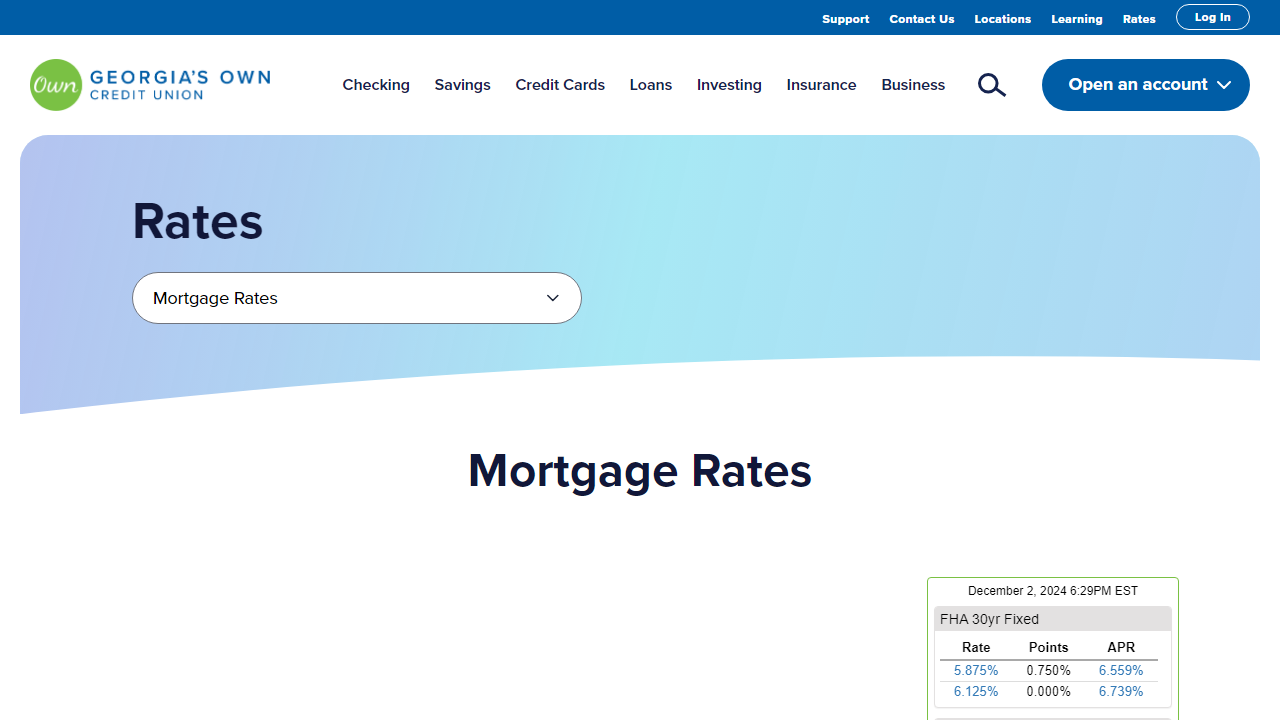 Support Contact Us Locations Learning Rates Log In
Own GEORGIA'S OWN
CREDIT UNION
Checking Savings Credit Cards Loans Investing Insurance Business
Open an account
Rates
Mortgage Rates
Mortgage Rates
December 2, 2024 6:29PM EST
FHA 30yr Fixed
Rate Points APR
5.875% 0.750% 6.559%
6.125% 0.000% 6.739%